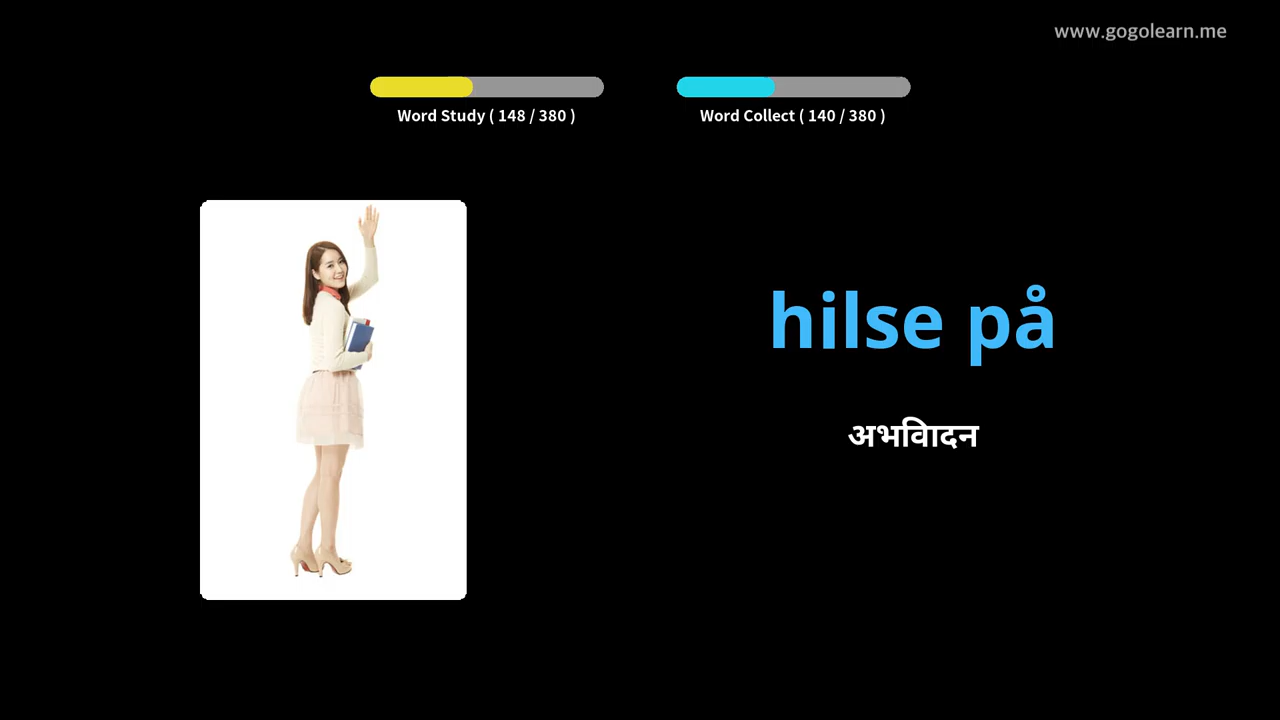 www.gogolearn.me
Word Study ( 148 / 380 )
Word Collect ( 140 / 380 )
hilse på
अभिवादन